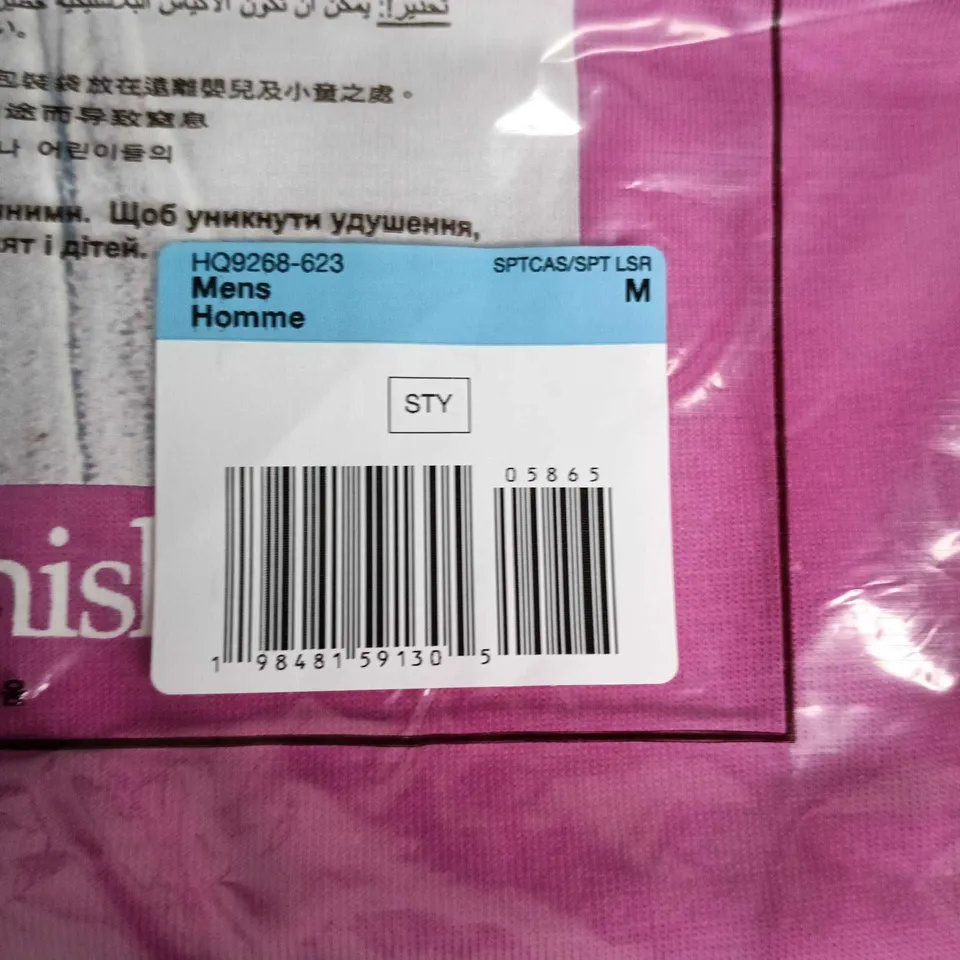 تحذير!: يمكن أن تكون الأكياس البلاستيكية
包裝袋放在遠離嬰兒及小童之處。
途而导致窒息
나 어린이들의
Щоб уникнути удушення,
і дітей.
HQ9268-623
SPTCAS/SPT LSR
Mens
M
Homme
STY
05865
1 98481 59130 5